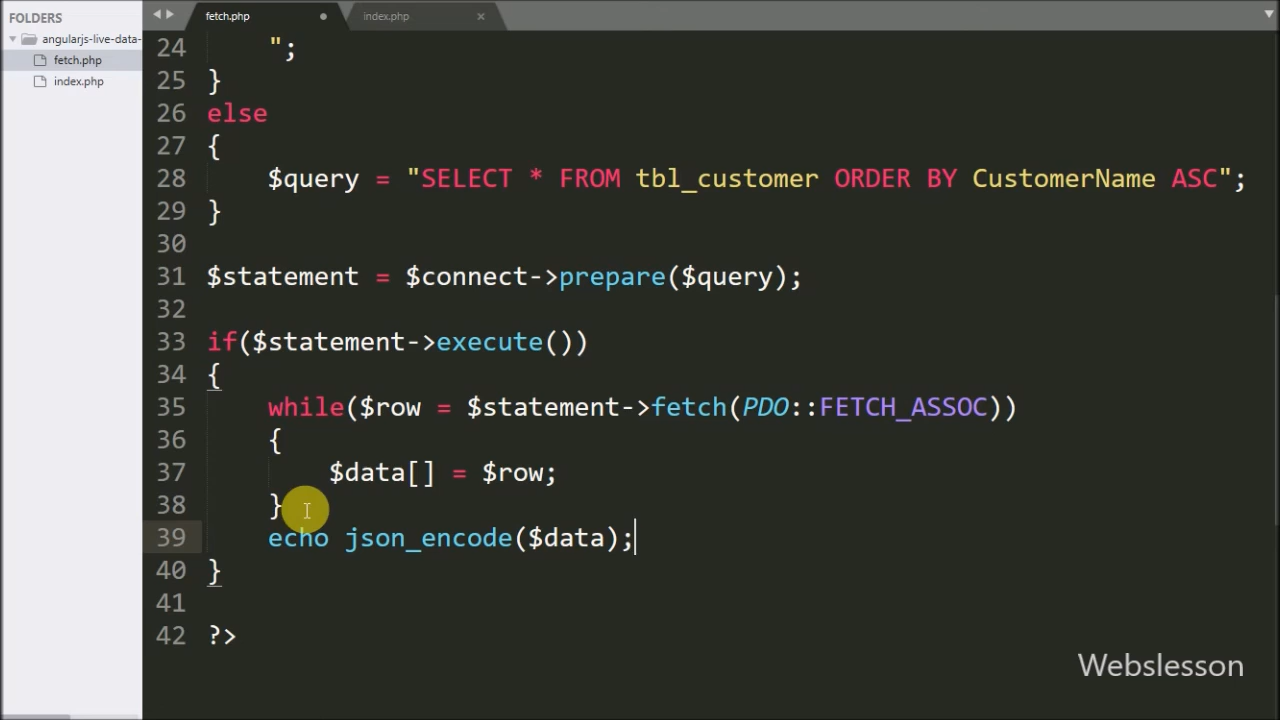 FOLDERS
angularjs-live-data-
fetch.php
index.php
fetch.php
index.php
24 ";
25 }
26 else
27 {
28 $query = "SELECT * FROM tbl_customer ORDER BY CustomerName ASC";
29 }
30
31 $statement = $connect->prepare($query);
32
33 if($statement->execute())
34 {
35 while($row = $statement->fetch(PDO::FETCH_ASSOC))
36 {
37 $data[] = $row;
38 }
39 echo json_encode($data);
40 }
41
42 ?>
Webslesson